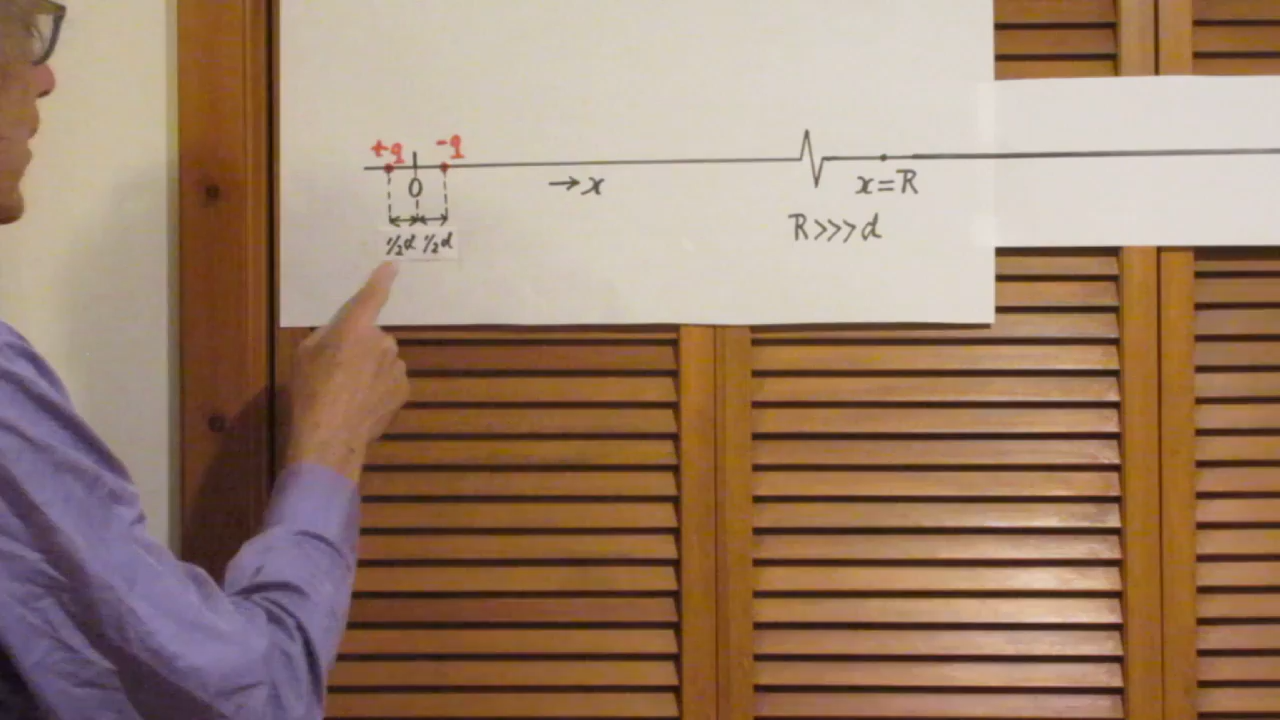 +q -q
0
→x
x=R
½d ½d
R>>>d